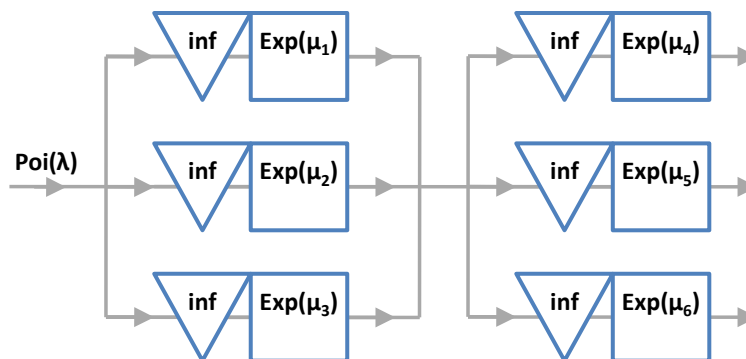 inf Exp(μ₁) inf Exp(μ₄)
Poi(λ)
inf Exp(μ₂) inf Exp(μ₅)
inf Exp(μ₃) inf Exp(μ₆)